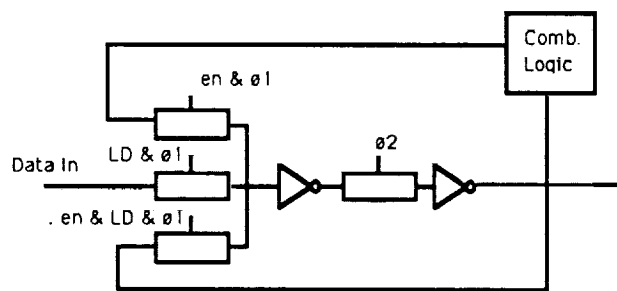 Comb.
Logic
en & ø1
Data In
LD & ø1
ø2
. en & LD & ø1